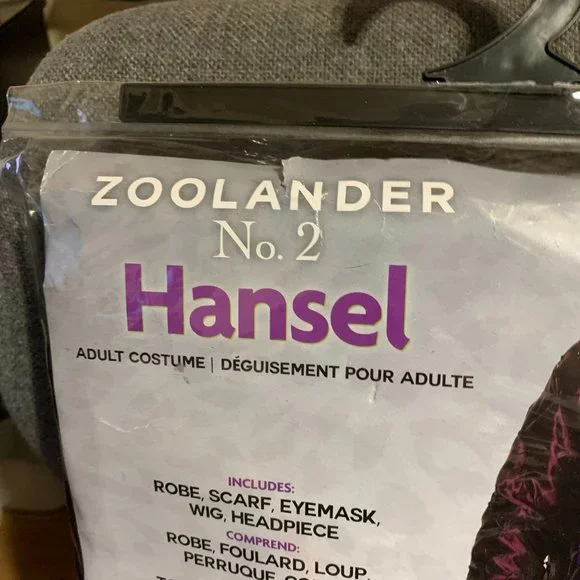 ZOOLANDER
No. 2
Hansel
ADULT COSTUME | DÉGUISEMENT POUR ADULTE
INCLUDES:
ROBE, SCARF, EYEMASK,
WIG, HEADPIECE
COMPREND:
ROBE, FOULARD, LOUP,
PERRUQUE,